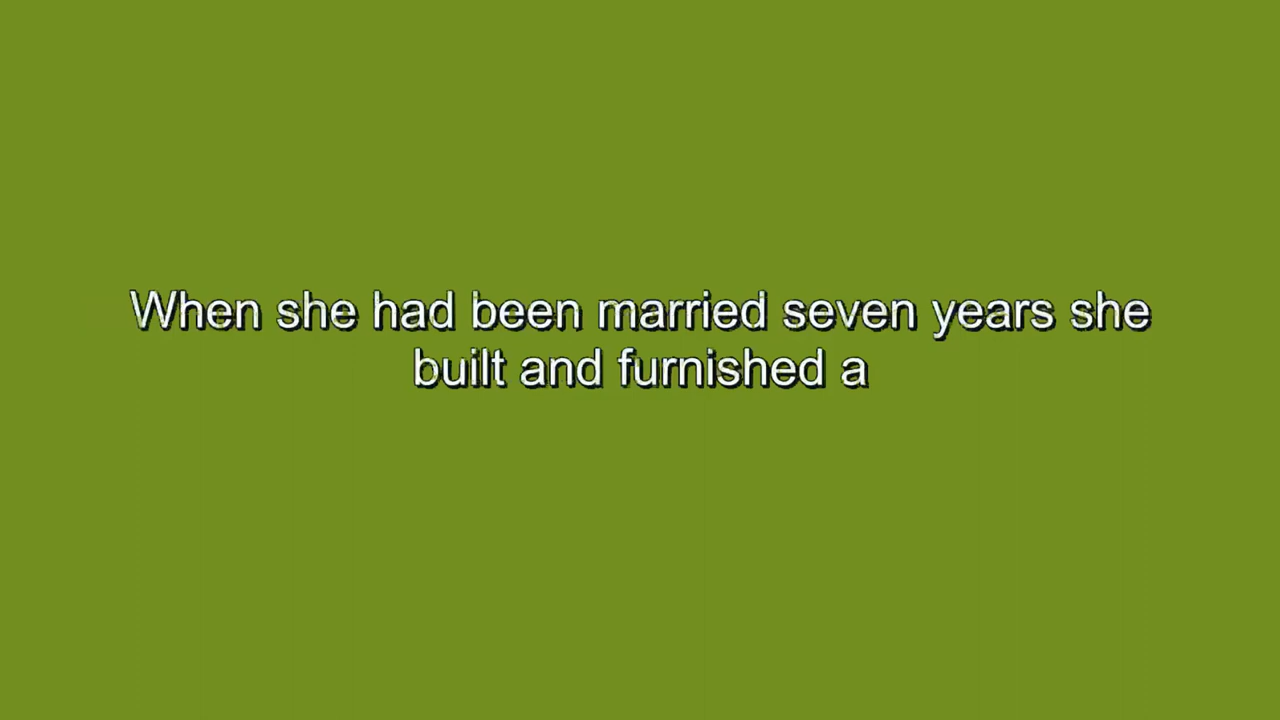 When she had been married seven years she
built and furnished a